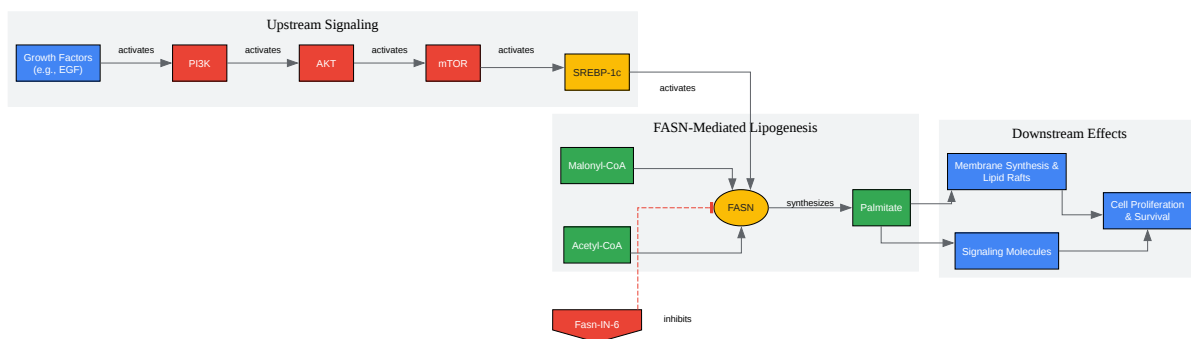 Upstream Signaling
Growth Factors
(e.g., EGF)
activates
PI3K
activates
AKT
activates
mTOR
activates
SREBP-1c
activates
FASN-Mediated Lipogenesis
Malonyl-CoA
Acetyl-CoA
FASN
synthesizes
Palmitate
Downstream Effects
Membrane Synthesis &
Lipid Rafts
Signaling Molecules
Cell Proliferation
& Survival
Fasn-IN-6
inhibits